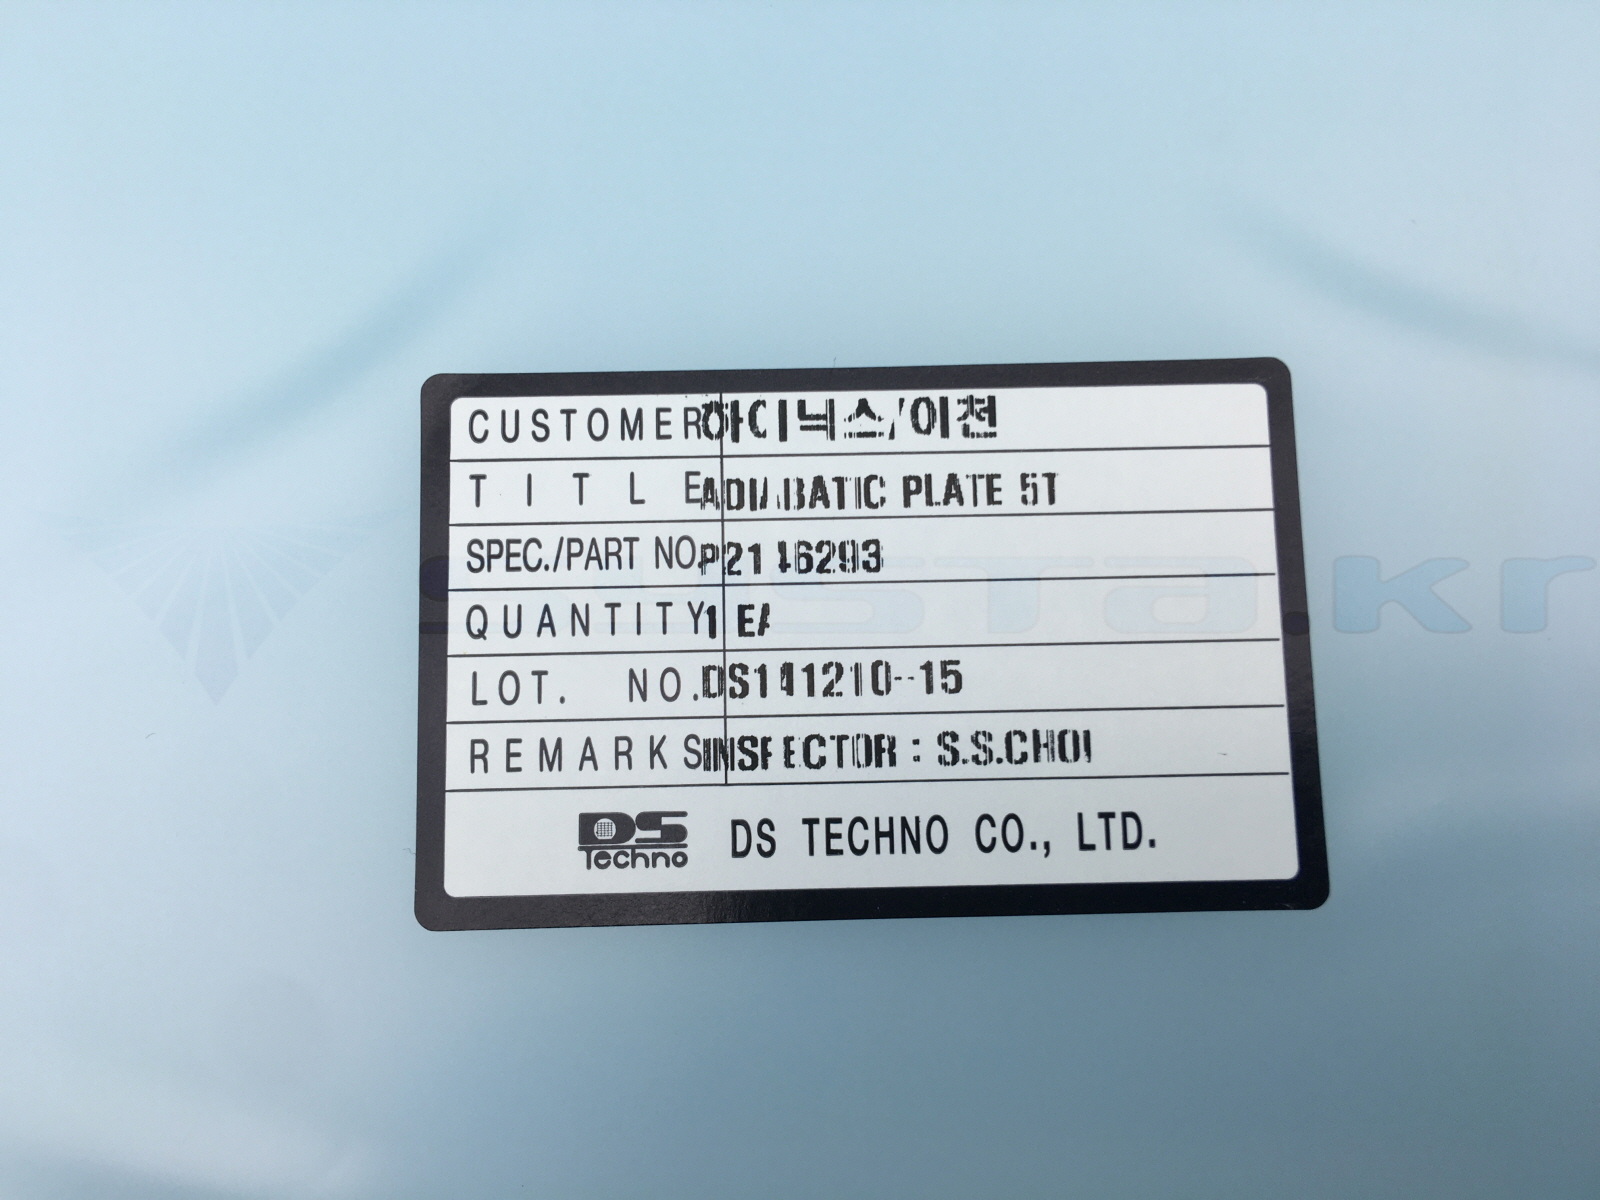 CUSTOMER 하이닉스/이천
TITLE ADIABATIC PLATE 5T
SPEC./PART NO. P2146293
QUANTITY 1 EA
LOT. NO. DS141210-15
REMARKS INSPECTOR : S.S.CHOI
DS Techno DS TECHNO CO., LTD.